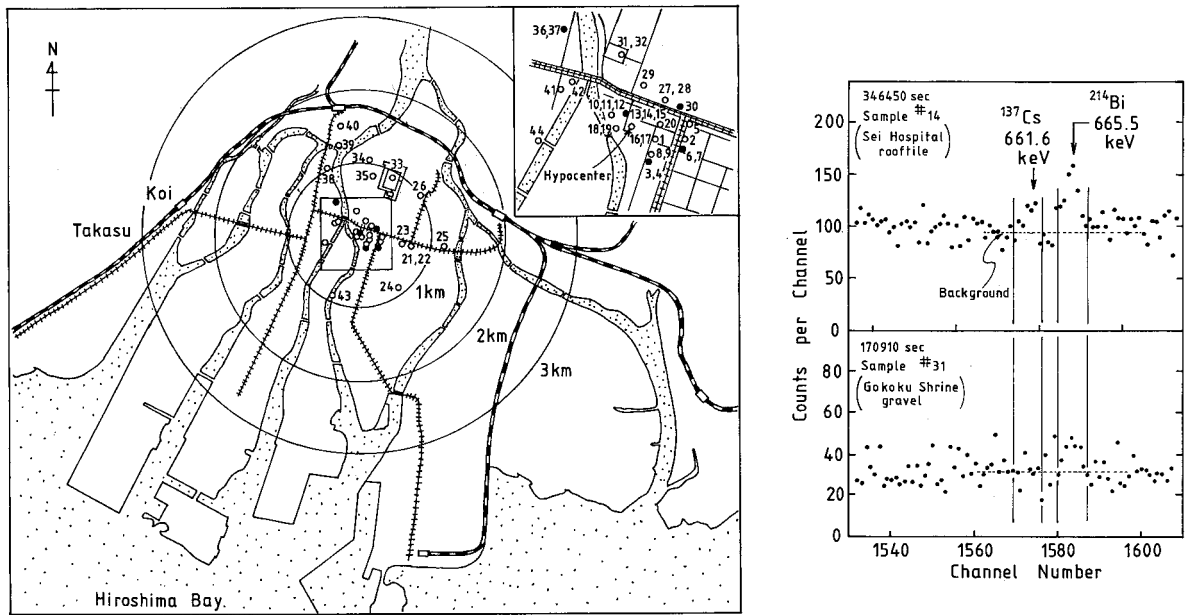 N
4
40
39
34
33
35
38
26
Koi
Takasu
23
25
21,22
24
43
1km
2km
3km
Hiroshima Bay.
36,37
31, 32
29
27, 28
41
42
30
10,11,12
13,14,15
20
5
44
18,19
16,17
1
2
8,9
6,7
3,4
Hypocenter
346450 sec
Sample #14
(Sei Hospital
rooftile)
137Cs
661.6
keV
214Bi
665.5
keV
200
150
100
50
0
Background
170910 sec
Sample #31
(Gokoku Shrine
gravel)
80
60
40
20
0
Counts per Channel
1540
1560
1580
1600
Channel Number